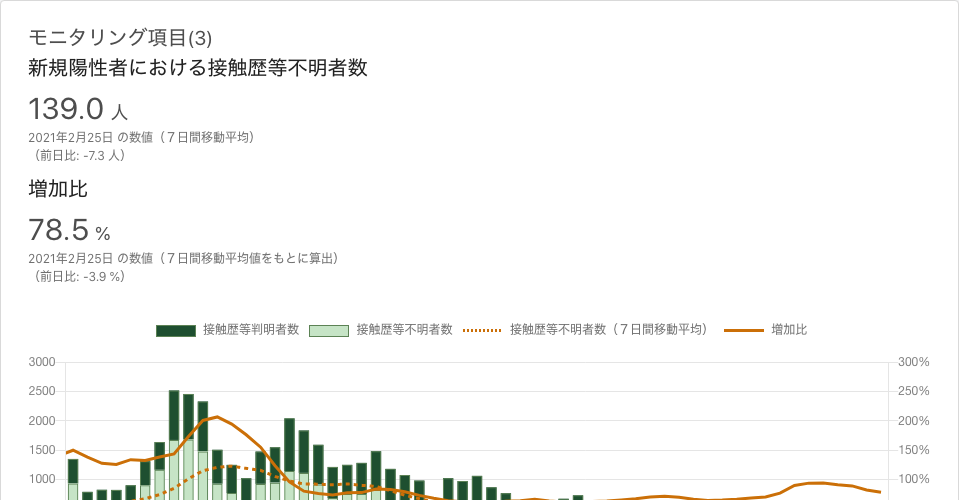 モニタリング項目(3)
新規陽性者における接触歴等不明者数
139.0 人
2021年2月25日 の数値（７日間移動平均）
（前日比: -7.3 人）
増加比
78.5 %
2021年2月25日 の数値（７日間移動平均値をもとに算出）
（前日比: -3.9 %）
接触歴等判明者数 接触歴等不明者数 接触歴等不明者数（７日間移動平均） 増加比
3000 300%
2500 250%
2000 200%
1500 150%
1000 100%